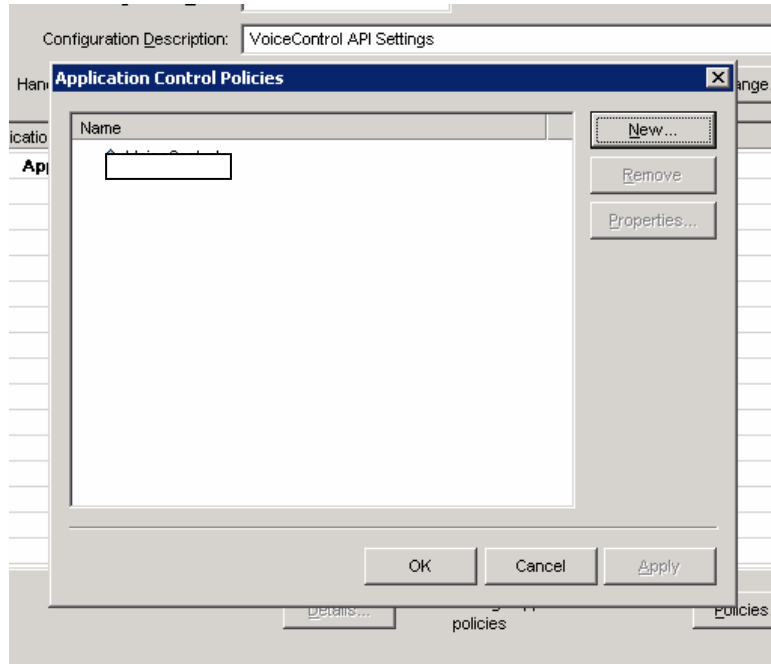 Configuration Description: VoiceControl API Settings
Application Control Policies
Name
New...
Remove
Properties...
OK
Cancel
Apply
Details...
policies
Policies